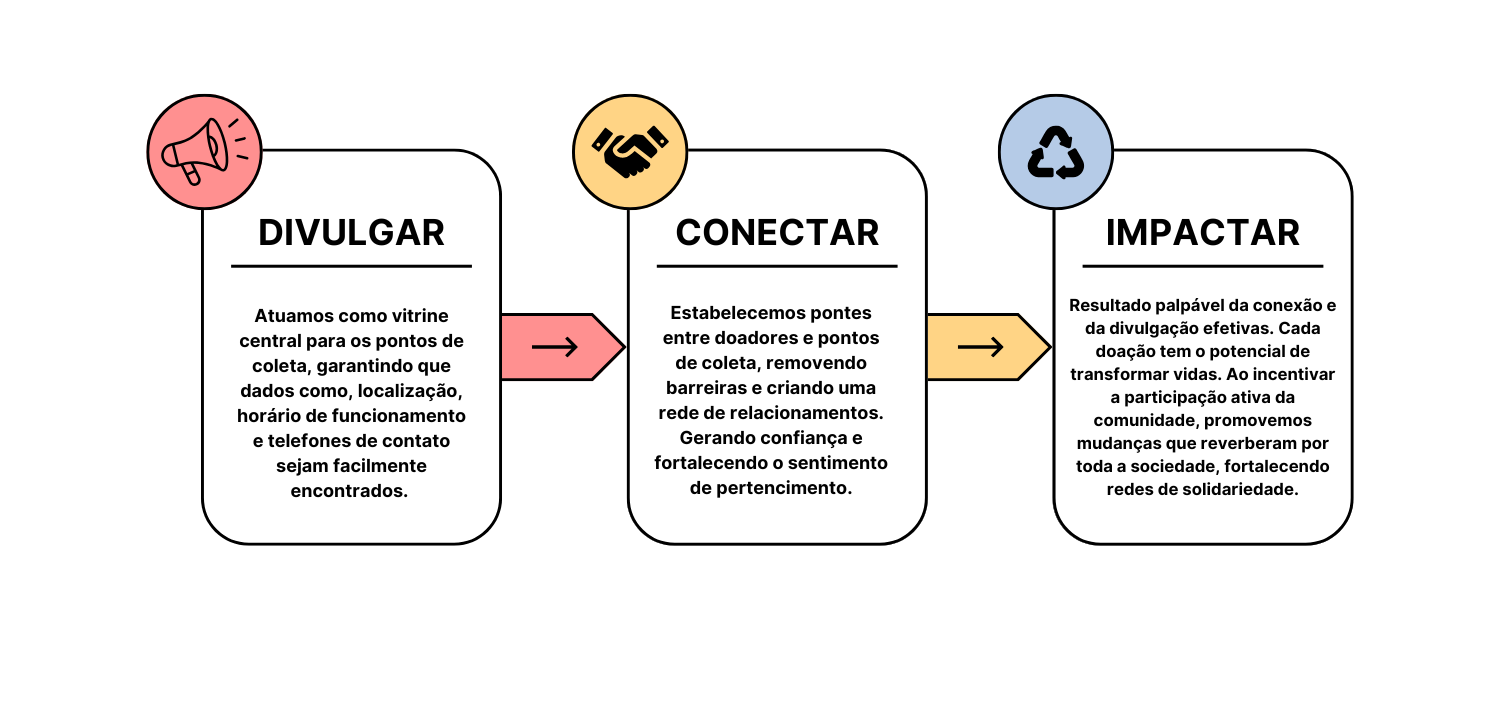 DIVULGAR
Atuamos como vitrine
central para os pontos de
coleta, garantindo que
dados como, localização,
horário de funcionamento
e telefones de contato
sejam facilmente
encontrados.
CONECTAR
Estabelecemos pontes
entre doadores e pontos
de coleta, removendo
barreiras e criando uma
rede de relacionamentos.
Gerando confiança e
fortalecendo o sentimento
de pertencimento.
IMPACTAR
Resultado palpável da conexão e
da divulgação efetivas. Cada
doação tem o potencial de
transformar vidas. Ao incentivar
a participação ativa da
comunidade, promovemos
mudanças que reverberam por
toda a sociedade, fortalecendo
redes de solidariedade.